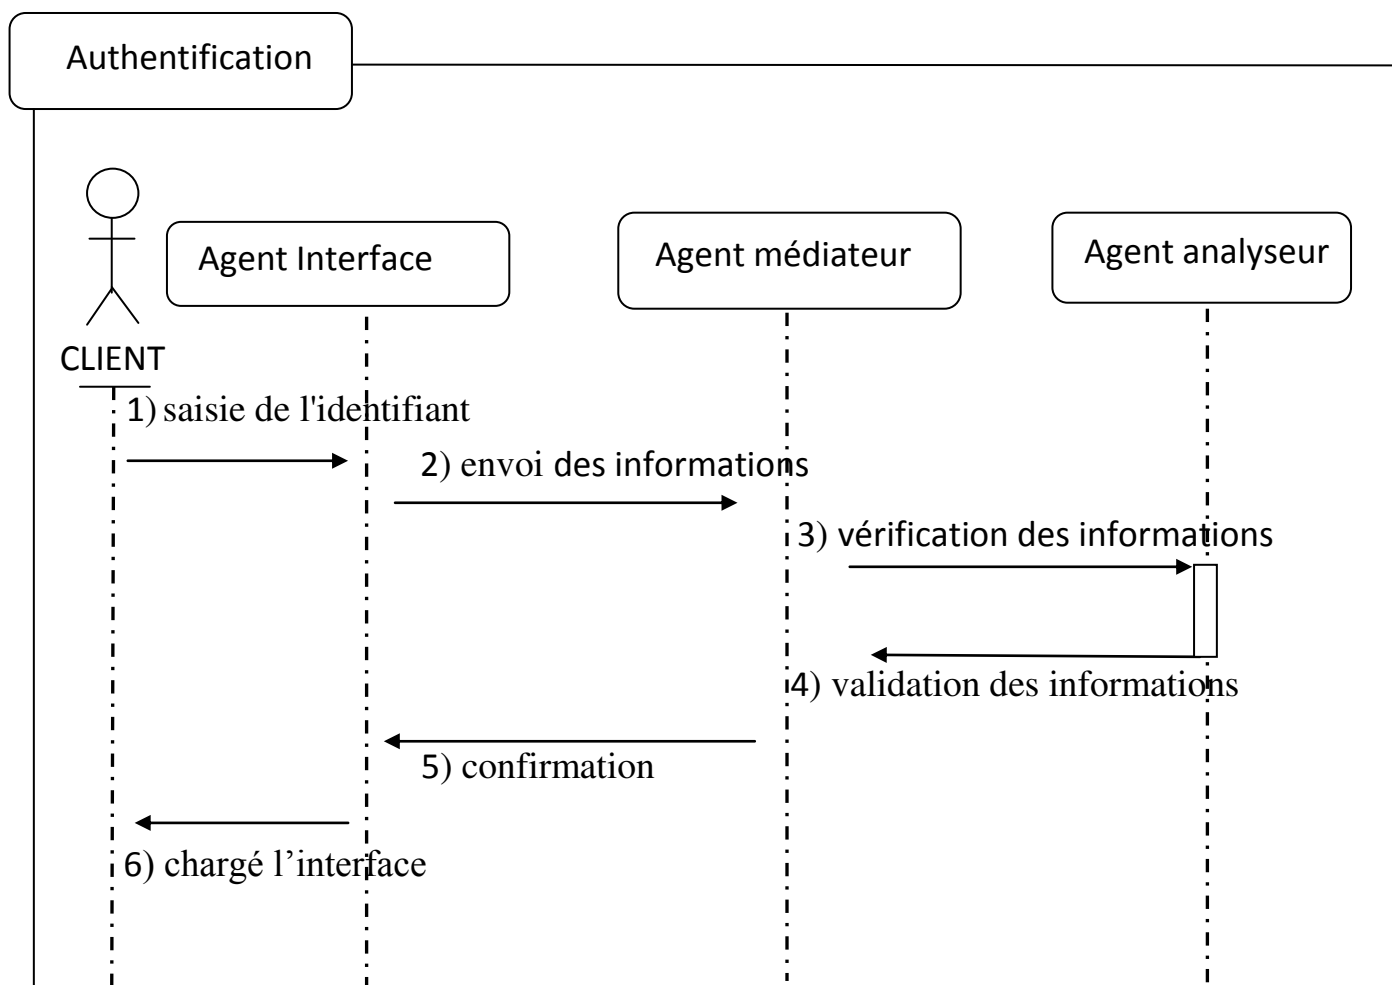 Authentification
Agent Interface
Agent médiateur
Agent analyseur
CLIENT
1) saisie de l'identifiant
2) envoi des informations
3) vérification des informations
4) validation des informations
5) confirmation
6) chargé l’interface